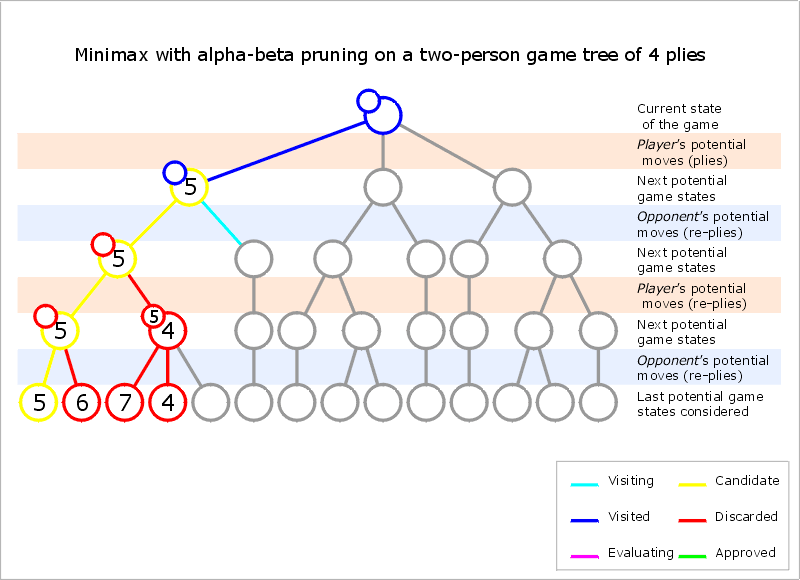 Minimax with alpha-beta pruning on a two-person game tree of 4 plies
Current state
of the game
Player's potential
moves (plies)
5
Next potential
game states
Opponent's potential
moves (re-plies)
5
Next potential
game states
Player's potential
moves (re-plies)
5
5
4
Next potential
game states
Opponent's potential
moves (re-plies)
5 6 7 4
Last potential game
states considered
Visiting
Candidate
Visited
Discarded
Evaluating
Approved